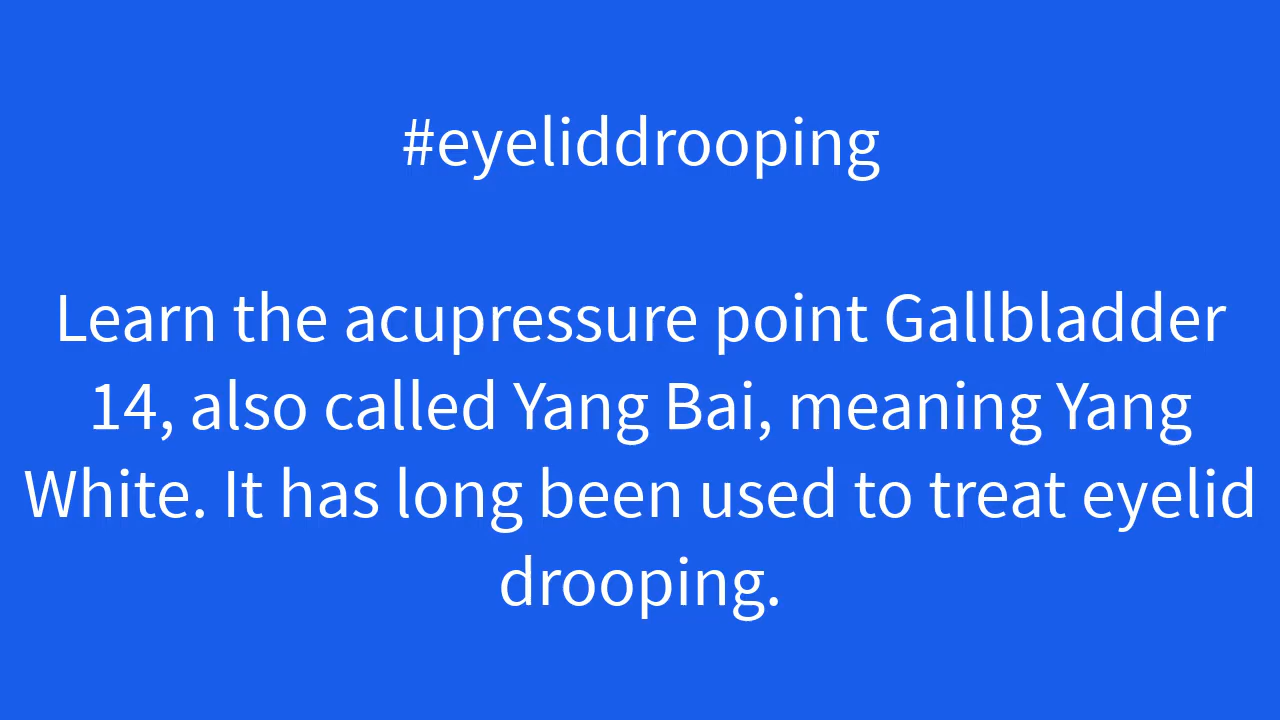 #eyeliddrooping
Learn the acupressure point Gallbladder
14, also called Yang Bai, meaning Yang
White. It has long been used to treat eyelid
drooping.